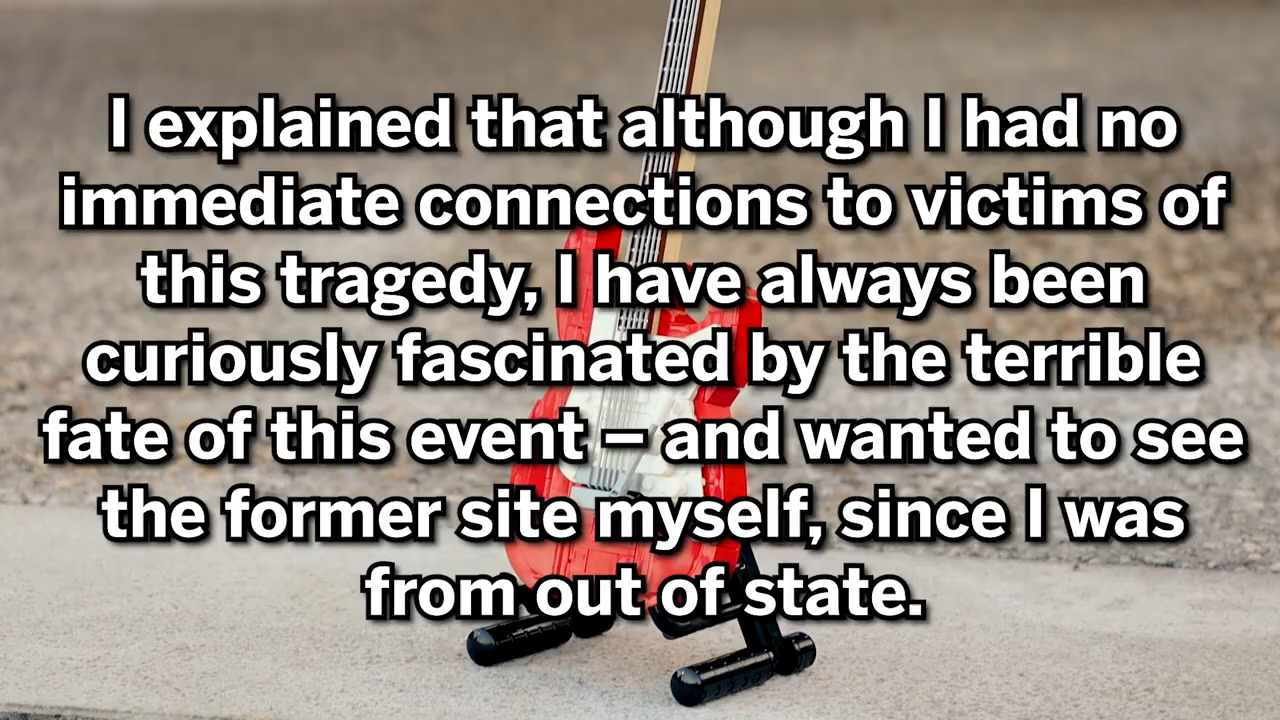 I explained that although I had no
immediate connections to victims of
this tragedy, I have always been
curiously fascinated by the terrible
fate of this event – and wanted to see
the former site myself, since I was
from out of state.